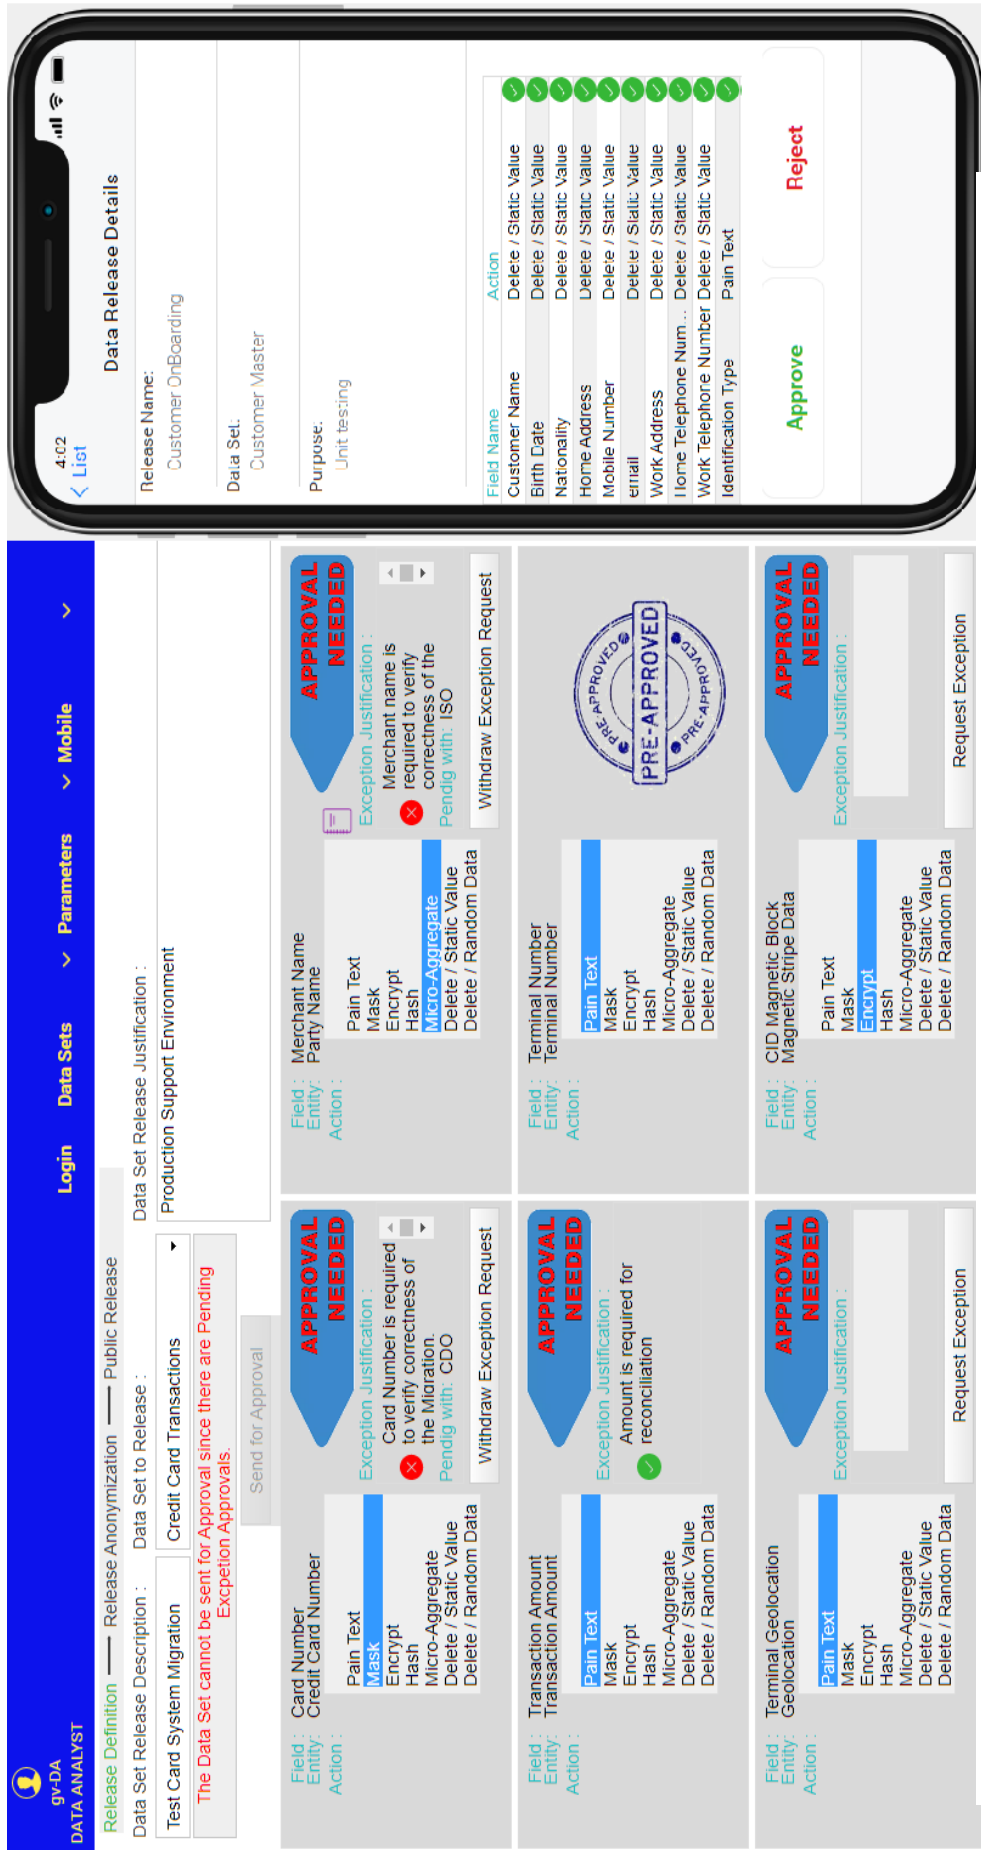 gv-DA
DATA ANALYST
Login
Data Sets
Parameters
Mobile
Release Definition
Release Anonymization
Public Release
Data Set Release Description :
Data Set to Release :
Data Set Release Justification :
Test Card System Migration
Credit Card Transactions
Production Support Environment
The Data Set cannot be sent for Approval since there are Pending
Excpetion Approvals.
Send for Approval
Field : Card Number
Entity: Credit Card Number
Action :
Pain Text
Mask
Encrypt
Hash
Micro-Aggregate
Delete / Static Value
Delete / Random Data
APPROVAL
NEEDED
Exception Justification :
Card Number is required
to verify correctness of
the Migration.
Pendig with: CDO
Withdraw Exception Request
Field : Merchant Name
Entity: Party Name
Action :
Pain Text
Mask
Encrypt
Hash
Micro-Aggregate
Delete / Static Value
Delete / Random Data
APPROVAL
NEEDED
Exception Justification :
Merchant name is
required to verify
correctness of the
Pendig with: ISO
Withdraw Exception Request
Field : Transaction Amount
Entity: Transaction Amount
Action :
Pain Text
Mask
Encrypt
Hash
Micro-Aggregate
Delete / Static Value
Delete / Random Data
APPROVAL
NEEDED
Exception Justification :
Amount is required for
reconciliation
Field : Terminal Number
Entity: Terminal Number
Action :
Pain Text
Mask
Encrypt
Hash
Micro-Aggregate
Delete / Static Value
Delete / Random Data
PRE-APPROVED
PRE-APPROVED
PRE-APPROVED
Field : Terminal Geolocation
Entity: Geolocation
Action :
Pain Text
Mask
Encrypt
Hash
Micro-Aggregate
Delete / Static Value
Delete / Random Data
APPROVAL
NEEDED
Exception Justification :
Request Exception
Field : CID Magnetic Block
Entity: Magnetic Stripe Data
Action :
Pain Text
Mask
Encrypt
Hash
Micro-Aggregate
Delete / Static Value
Delete / Random Data
APPROVAL
NEEDED
Exception Justification :
Request Exception
4:02
List
Data Release Details
Release Name:
Customer OnBoarding
Data Set:
Customer Master
Purpose:
Unit testing
Field Name Action
Customer Name Delete / Static Value
Birth Date Delete / Static Value
Nationality Delete / Static Value
Home Address Delete / Static Value
Mobile Number Delete / Static Value
email Delete / Static Value
Work Address Delete / Static Value
Home Telephone Num... Delete / Static Value
Work Telephone Number Delete / Static Value
Identification Type Pain Text
Approve
Reject